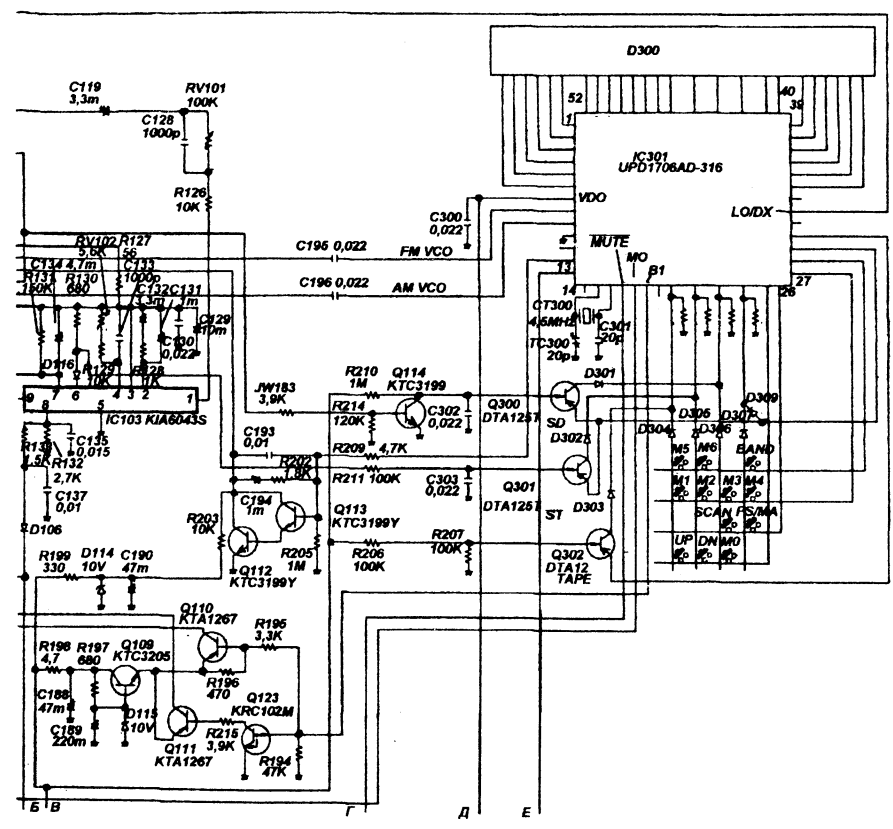 D300
C119
3,3m
RV101
100K
52
40
39
C128
1000p
1
IC301
UPD1706AD-316
R126
10K
VDO
LO/DX
C300
0,022
RV102
5,6K
R127
56
C195 0,022
FM VCO
MUTE
MO
B1
C134
4,7m
C133
1000p
R131
150K
R130
680
C132
3,3m
C131
1m
C196 0,022
AM VCO
13
14
27
26
C129
10m
CT300
4,5MHz
C301
20p
TC300
20p
C130
0,022
D116
R129
10K
R128
1K
R210
1M
Q114
KTC3199
D301
JW183
3,9K
R214
120K
C302
0,022
Q300
DTA125T
SD
D309
D305
D307
D304
D306
9
8
7
6
5
4
3
2
1
IC103 KIA6043S
C193
0,01
R209
4,7K
D302
C135
0,015
R132
2,7K
R202
1,8K
R211 100K
C303
0,022
Q301
DTA125T
ST
D303
M5
M6
BAND
M1
M2
M3
M4
SCAN
PS/MA
UP
DN
M0
C137
0,01
C194
1m
Q113
KTC3199Y
D106
R203
10K
R205
1M
R206
100K
R207
100K
Q302
DTA12
TAPE
Q112
KTC3199Y
R199
330
D114
10V
C190
47m
Q110
KTA1267
R195
3,3K
R198
4,7
R197
680
Q109
KTC3205
R196
470
Q123
KRC102M
C188
47m
D115
10V
C189
220m
Q111
KTA1267
R215
3,9K
R194
47K
Б
В
Г
Д
Е